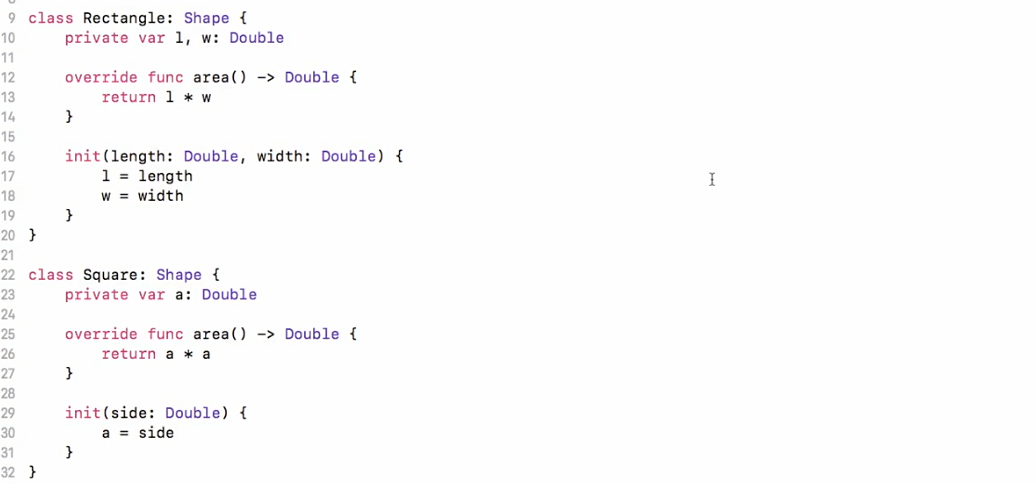 9 class Rectangle: Shape {
10     private var l, w: Double
11
12     override func area() -> Double {
13         return l * w
14     }
15
16     init(length: Double, width: Double) {
17         l = length
18         w = width
19     }
20 }
21
22 class Square: Shape {
23     private var a: Double
24
25     override func area() -> Double {
26         return a * a
27     }
28
29     init(side: Double) {
30         a = side
31     }
32 }